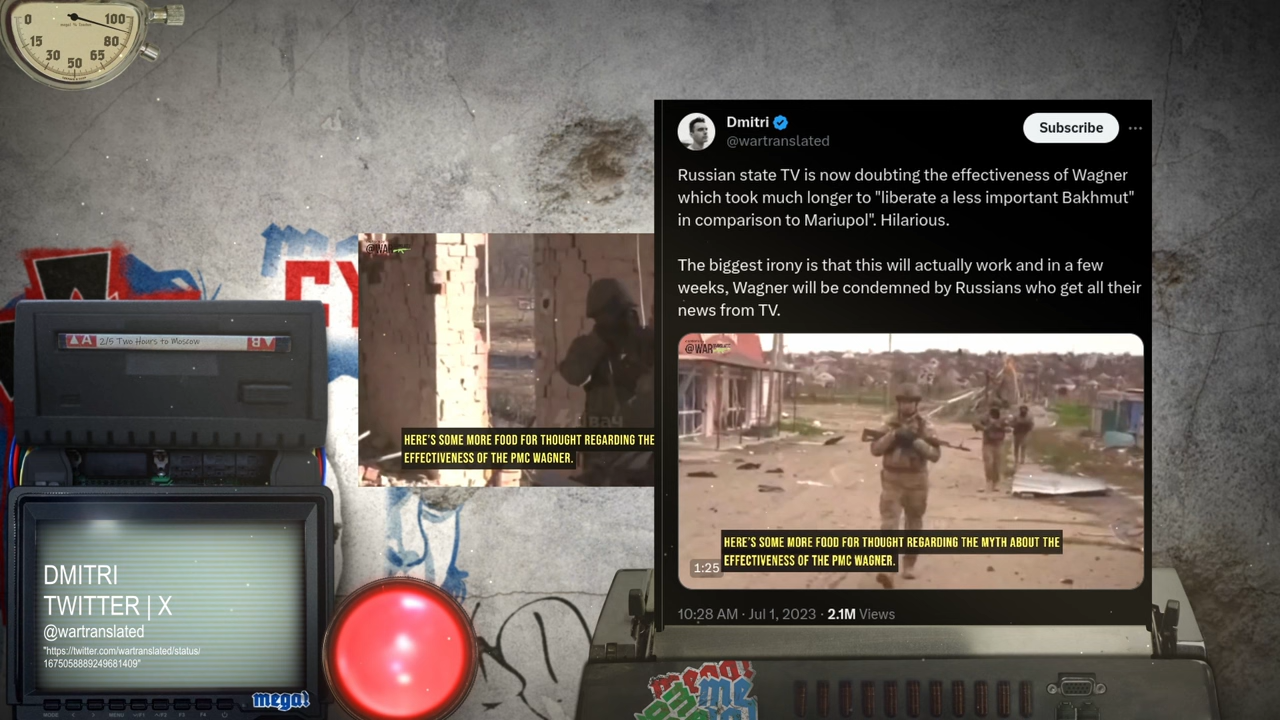 0
100
15
80
30
65
50
2/5 Two Hours to Moscow
DMITRI
TWITTER | X
@wartranslated
"https://twitter.com/wartranslated/status/
1675058889249681409"
mega!
@WAR
HERE'S SOME MORE FOOD FOR THOUGHT REGARDING THE
EFFECTIVENESS OF THE PMC WAGNER.
Dmitri
@wartranslated
Subscribe
Russian state TV is now doubting the effectiveness of Wagner
which took much longer to "liberate a less important Bakhmut"
in comparison to Mariupol". Hilarious.
The biggest irony is that this will actually work and in a few
weeks, Wagner will be condemned by Russians who get all their
news from TV.
@WAR
HERE'S SOME MORE FOOD FOR THOUGHT REGARDING THE MYTH ABOUT THE
EFFECTIVENESS OF THE PMC WAGNER.
1:25
10:28 AM · Jul 1, 2023 · 2.1M Views